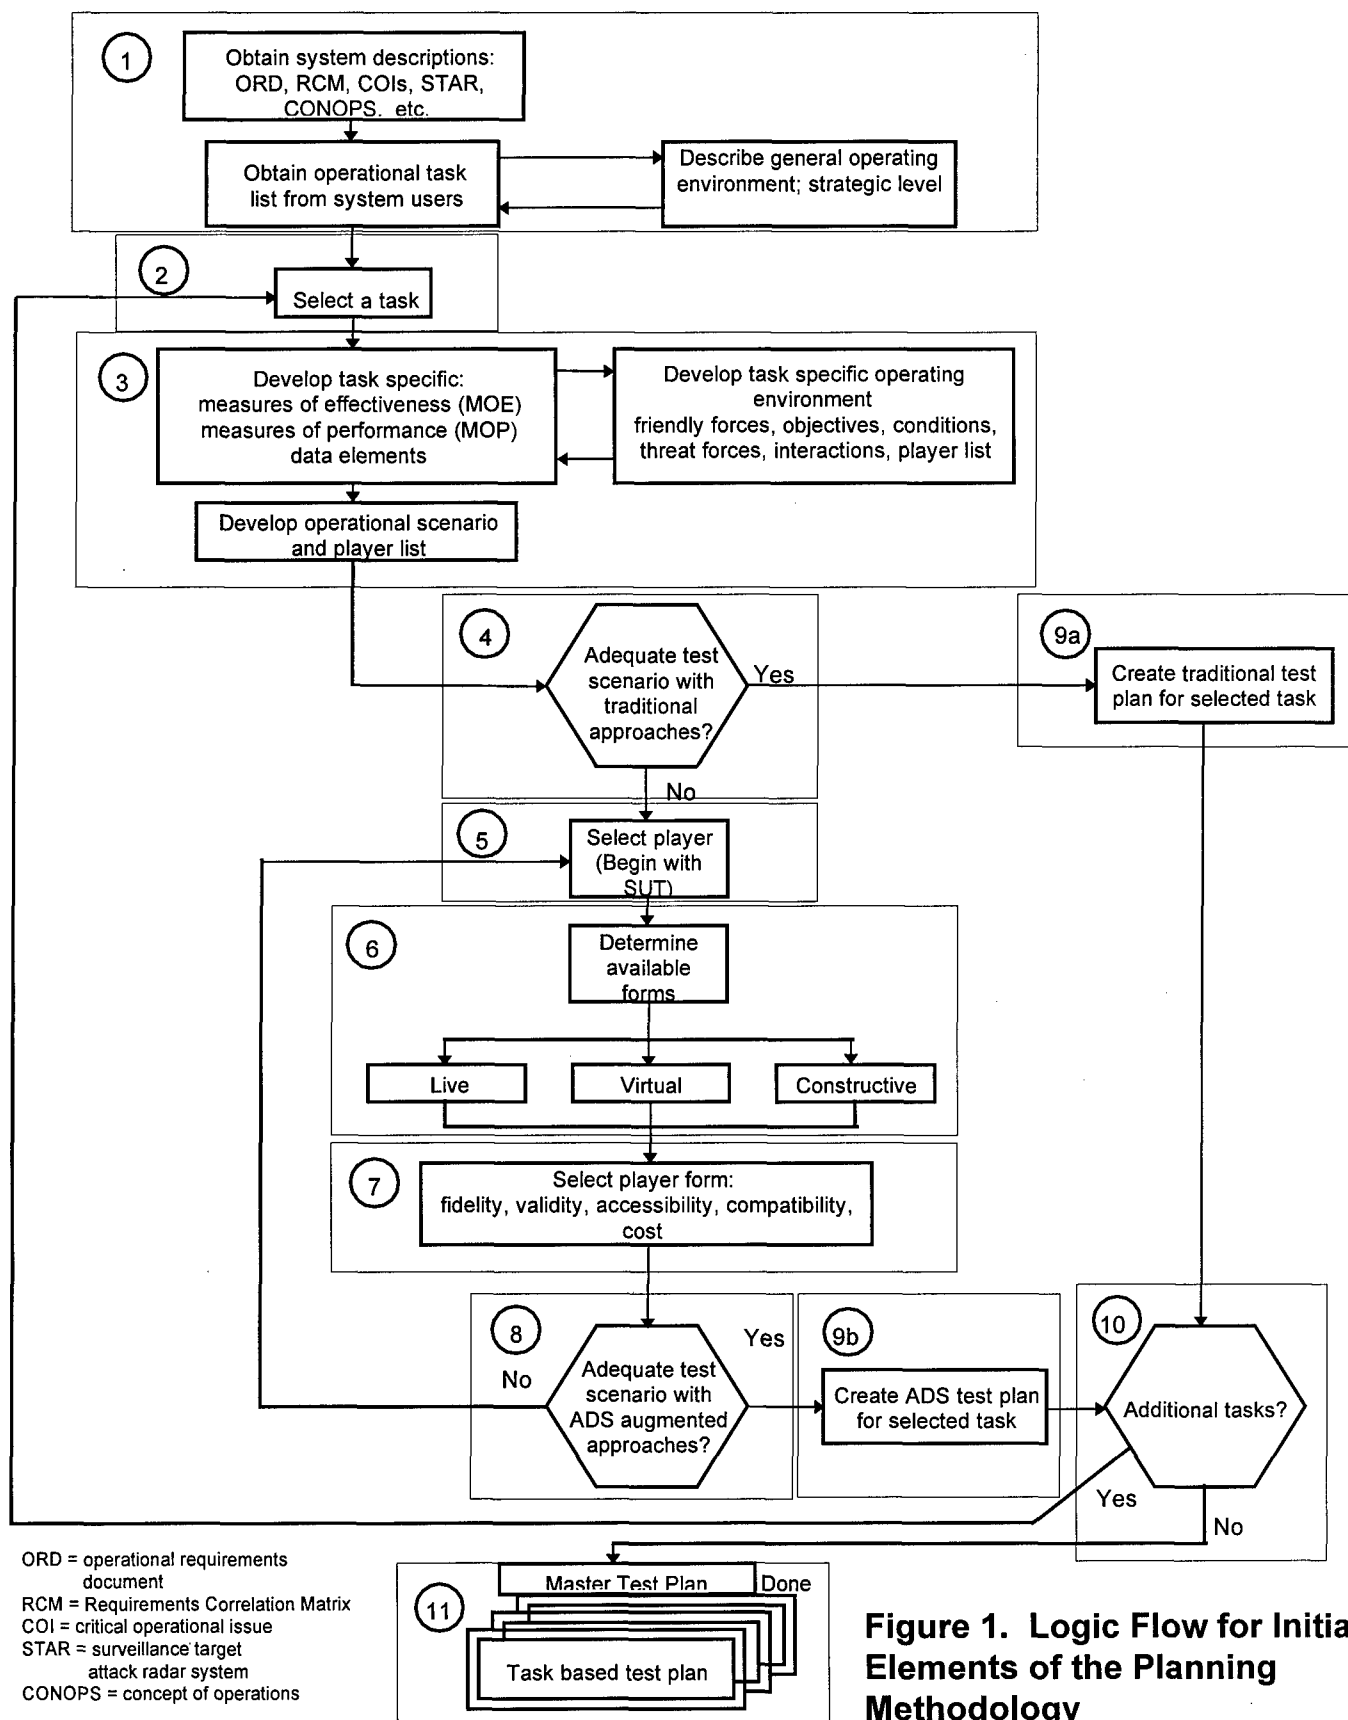 1
Obtain system descriptions:
ORD, RCM, COIs, STAR,
CONOPS. etc.
Obtain operational task
list from system users
Describe general operating
environment; strategic level
2
Select a task
3
Develop task specific:
measures of effectiveness (MOE)
measures of performance (MOP)
data elements
Develop task specific operating
environment
friendly forces, objectives, conditions,
threat forces, interactions, player list
Develop operational scenario
and player list
4
Adequate test
scenario with
traditional
approaches?
Yes
9a
Create traditional test
plan for selected task
No
5
Select player
(Begin with
SUT)
6
Determine
available
forms
Live
Virtual
Constructive
7
Select player form:
fidelity, validity, accessibility, compatibility,
cost
8
No
Adequate test
scenario with
ADS augmented
approaches?
Yes
9b
Create ADS test plan
for selected task
10
Additional tasks?
Yes
No
ORD = operational requirements
document
RCM = Requirements Correlation Matrix
COI = critical operational issue
STAR = surveillance target
attack radar system
CONOPS = concept of operations
11
Master Test Plan
Done
Task based test plan
Figure 1. Logic Flow for Initia
Elements of the Planning
Methodology